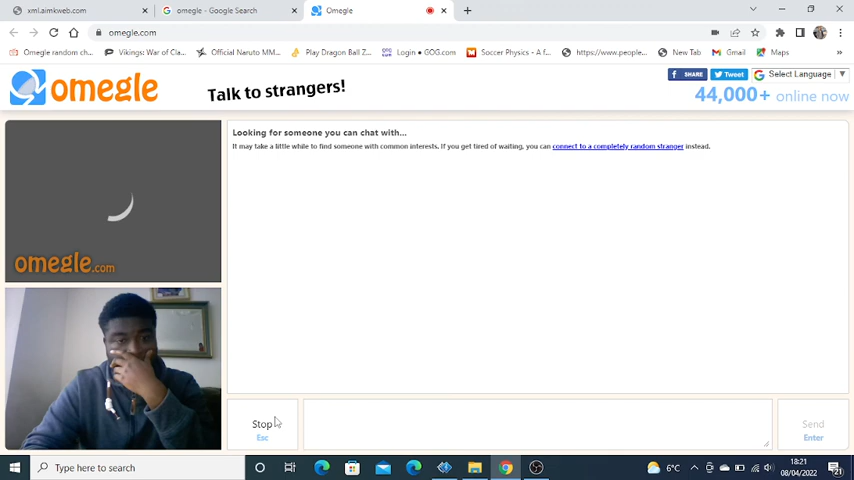 xml.aimkweb.com
omegle - Google Search
Omegle
omegle.com
Omegle random ch...
Vikings: War of Cla...
Official Naruto MM...
Play Dragon Ball Z...
Login ● GOG.com
Soccer Physics - A f...
https://www.people...
New Tab
Gmail
Maps
»
omegle
Talk to strangers!
SHARE
Tweet
Select Language
44,000+ online now
Looking for someone you can chat with...
It may take a little while to find someone with common interests. If you get tired of waiting, you can connect to a completely random stranger instead.
omegle.com
Stop
Esc
Send
Enter
Type here to search
6°C
18:21
08/04/2022
21